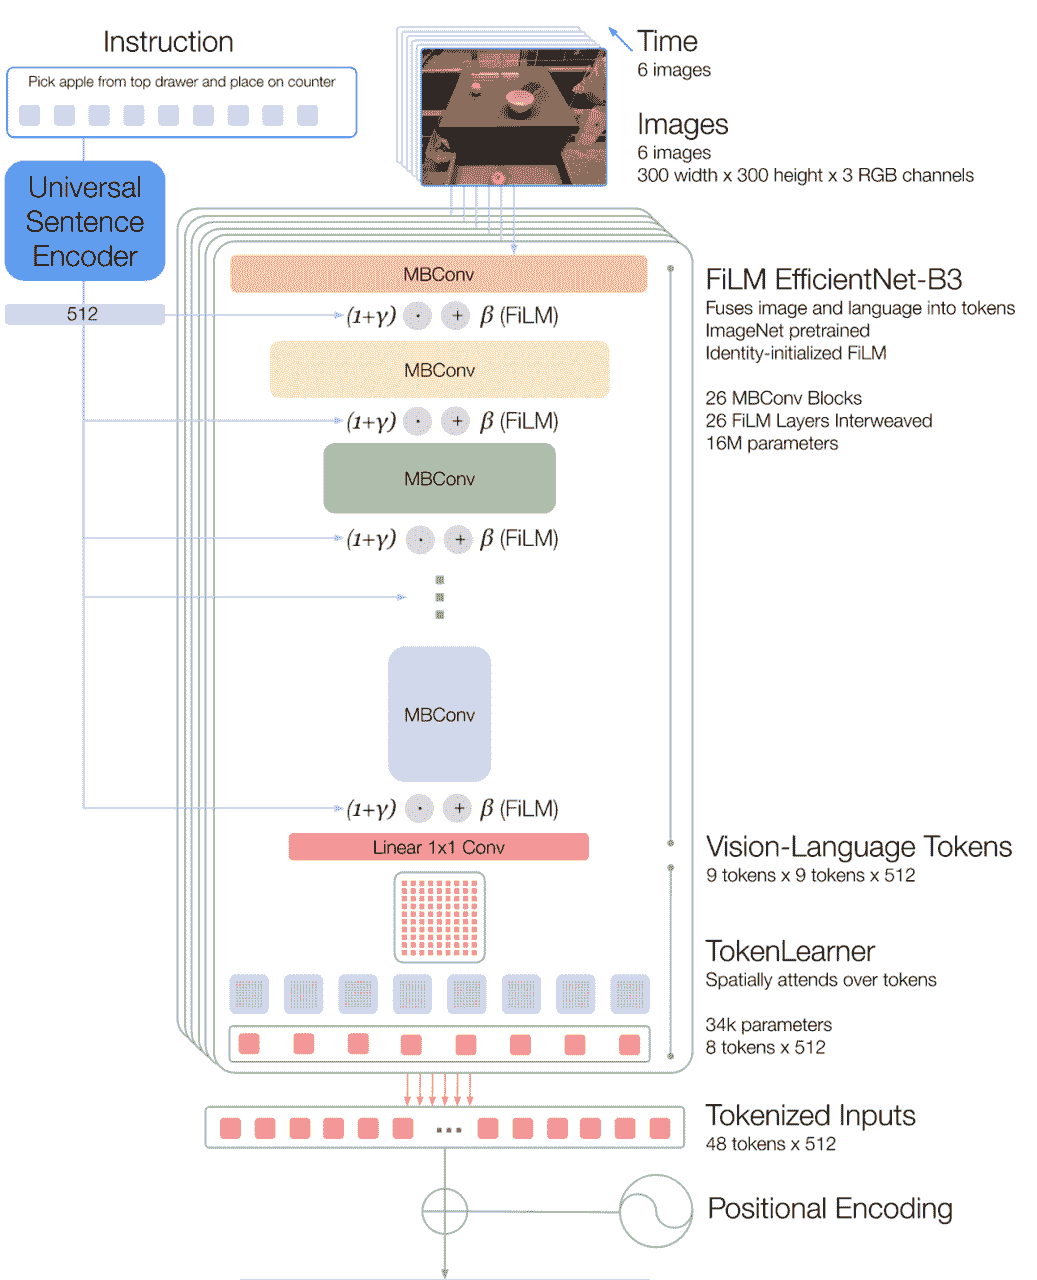 Instruction
Pick apple from top drawer and place on counter
Universal
Sentence
Encoder
512
Time
6 images
Images
6 images
300 width x 300 height x 3 RGB channels
MBConv
(1+γ) · + β (FiLM)
MBConv
(1+γ) · + β (FiLM)
MBConv
(1+γ) · + β (FiLM)
MBConv
(1+γ) · + β (FiLM)
Linear 1x1 Conv
FiLM EfficientNet-B3
Fuses image and language into tokens
ImageNet pretrained
Identity-initialized FiLM
26 MBConv Blocks
26 FiLM Layers Interweaved
16M parameters
Vision-Language Tokens
9 tokens x 9 tokens x 512
TokenLearner
Spatially attends over tokens
34k parameters
8 tokens x 512
Tokenized Inputs
48 tokens x 512
Positional Encoding